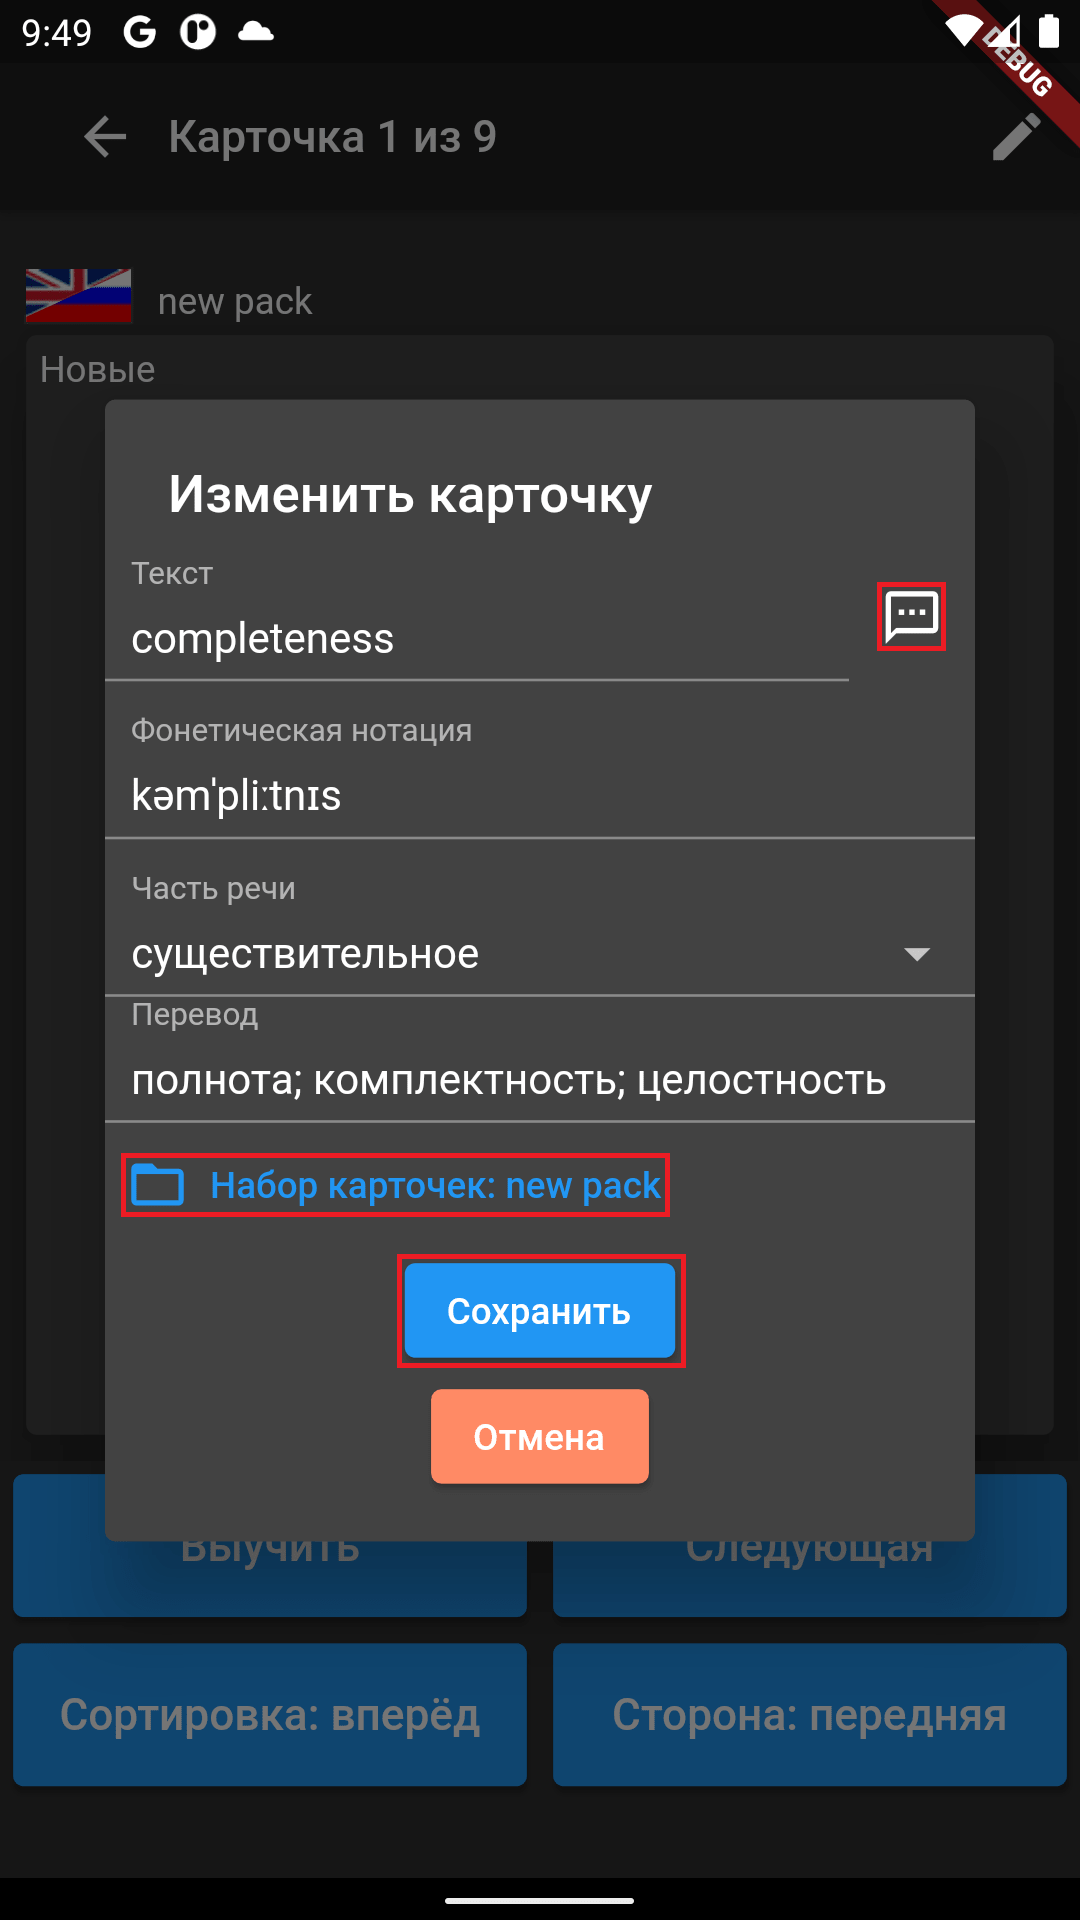 9:49
DEBUG
Карточка 1 из 9
new pack
Новые
Изменить карточку
Текст
completeness
Фонетическая нотация
kəm'pli:tnɪs
Часть речи
существительное
Перевод
полнота; комплектность; целостность
Набор карточек: new pack
Сохранить
Отмена
Выучить Следующая
Сортировка: вперёд Сторона: передняя